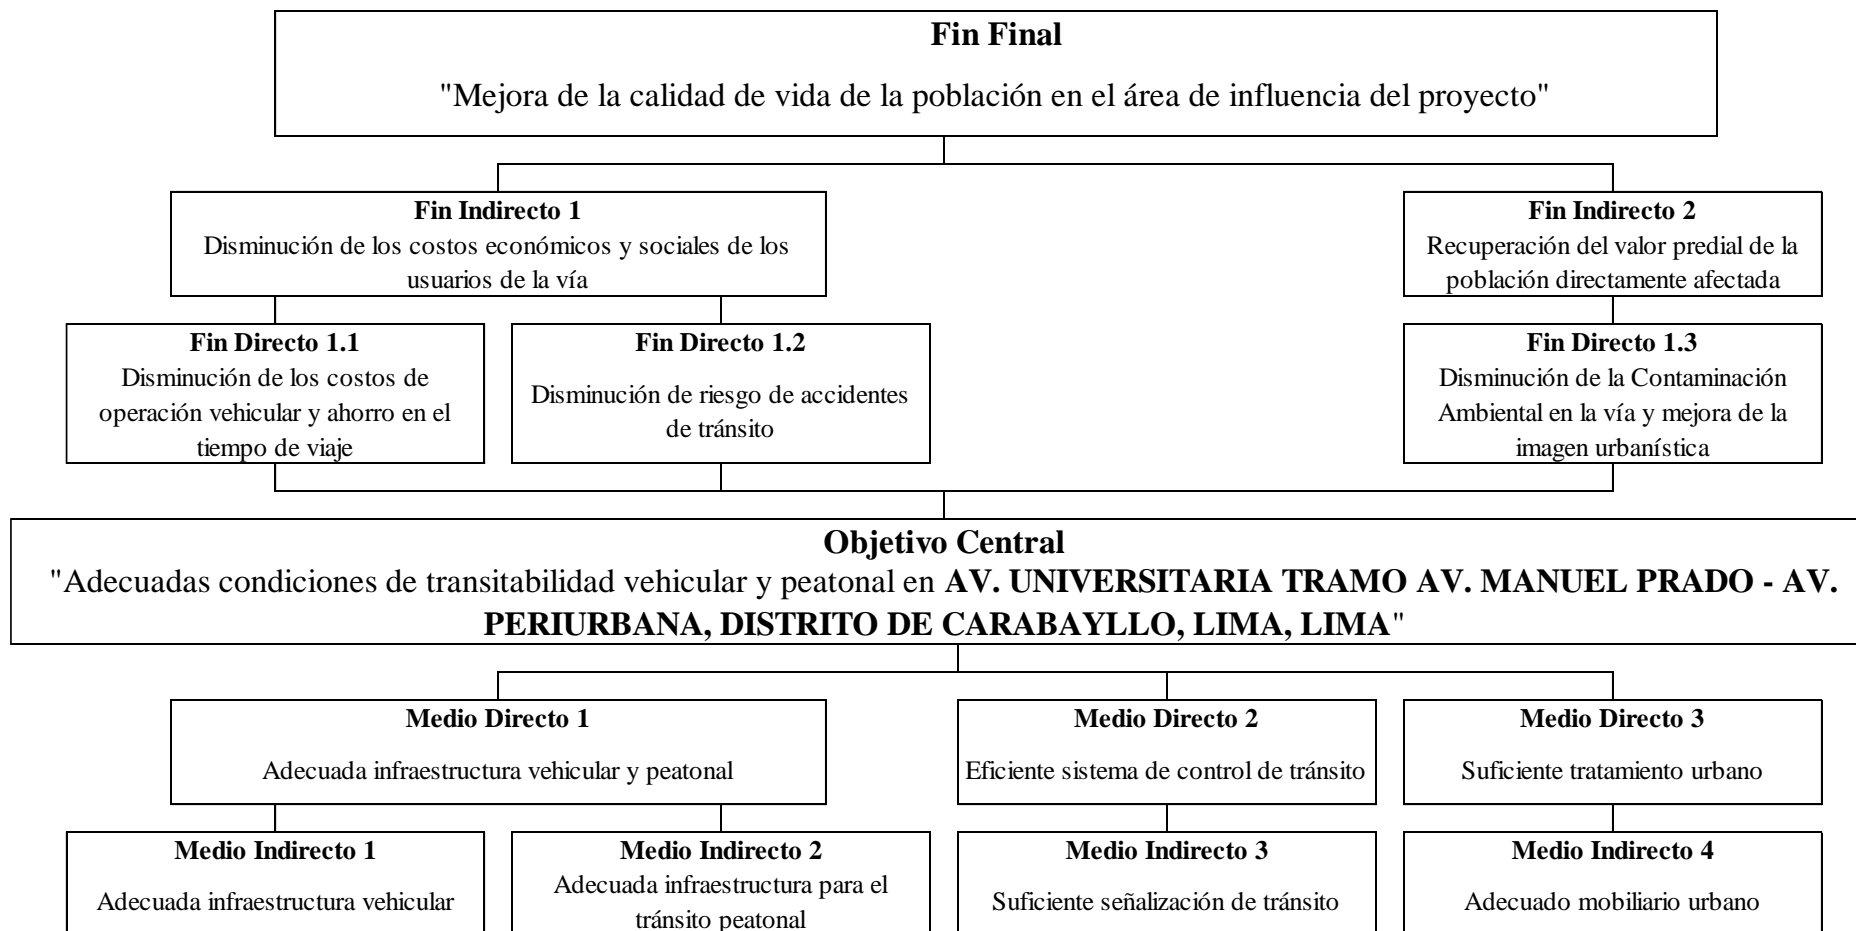 Fin Final
"Mejora de la calidad de vida de la población en el área de influencia del proyecto"
Fin Indirecto 1
Disminución de los costos económicos y sociales de los
usuarios de la vía
Fin Indirecto 2
Recuperación del valor predial de la
población directamente afectada
Fin Directo 1.1
Disminución de los costos de
operación vehicular y ahorro en el
tiempo de viaje
Fin Directo 1.2
Disminución de riesgo de accidentes
de tránsito
Fin Directo 1.3
Disminución de la Contaminación
Ambiental en la vía y mejora de la
imagen urbanística
Objetivo Central
"Adecuadas condiciones de transitabilidad vehicular y peatonal en AV. UNIVERSITARIA TRAMO AV. MANUEL PRADO - AV.
PERIURBANA, DISTRITO DE CARABAYLLO, LIMA, LIMA"
Medio Directo 1
Adecuada infraestructura vehicular y peatonal
Medio Directo 2
Eficiente sistema de control de tránsito
Medio Directo 3
Suficiente tratamiento urbano
Medio Indirecto 1
Adecuada infraestructura vehicular
Medio Indirecto 2
Adecuada infraestructura para el
tránsito peatonal
Medio Indirecto 3
Suficiente señalización de tránsito
Medio Indirecto 4
Adecuado mobiliario urbano